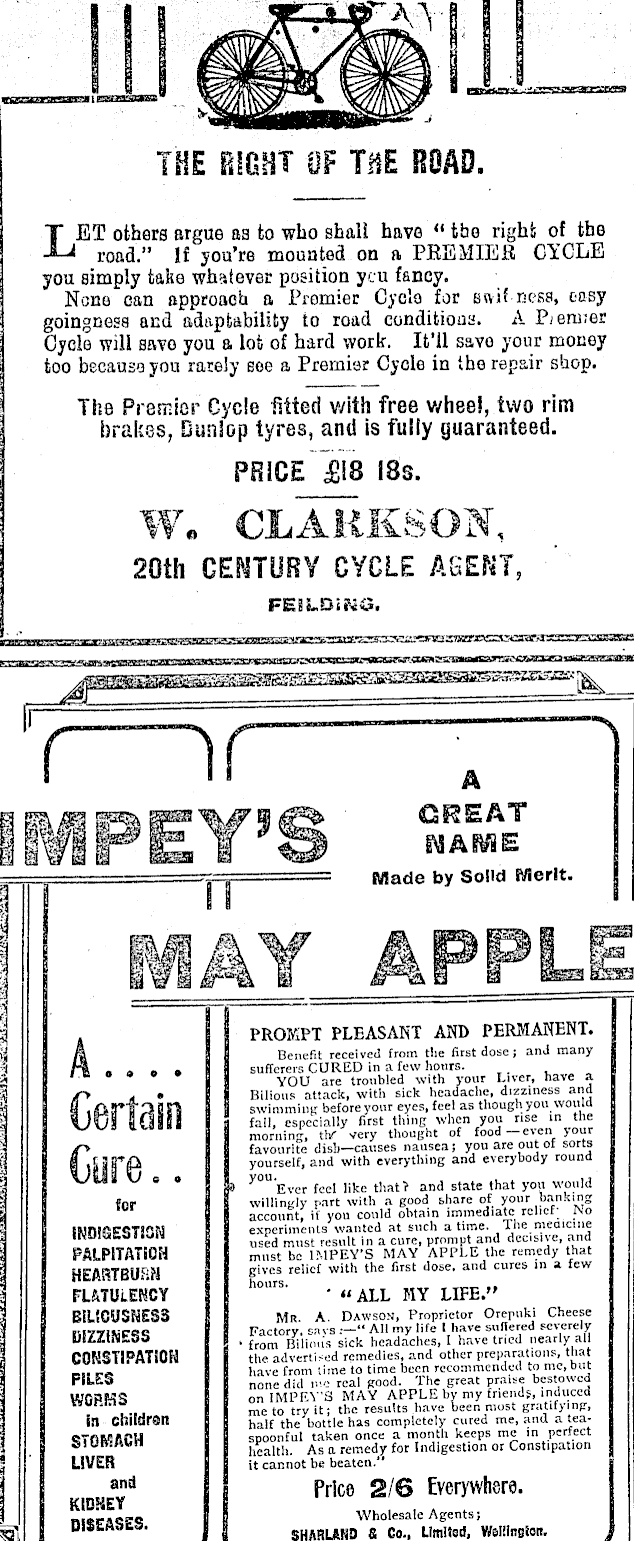 THE RIGHT OF THE ROAD.
LET others argue as to who shall have "the right of the
road." If you're mounted on a PREMIER CYCLE
you simply take whatever position you fancy.
None can approach a Premier Cycle for swiftness, easy
goingness and adaptability to road conditions. A Premier
Cycle will save you a lot of hard work. It'll save your money
too because you rarely see a Premier Cycle in the repair shop.
The Premier Cycle fitted with free wheel, two rim
brakes, Dunlop tyres, and is fully guaranteed.
PRICE £18 18s.
W. CLARKSON,
20th CENTURY CYCLE AGENT,
FEILDING.
IMPEY'S
A
GREAT
NAME
Made by Solid Merit.
MAY APPLE
A....
Certain
Cure..
for
INDIGESTION
PALPITATION
HEARTBURN
FLATULENCY
BILIOUSNESS
DIZZINESS
CONSTIPATION
PILES
WORMS
in children
STOMACH
LIVER
and
KIDNEY
DISEASES.
PROMPT PLEASANT AND PERMANENT.
Benefit received from the first dose; and many
sufferers CURED in a few hours.
YOU are troubled with your Liver, have a
Bilious attack, with sick headache, dizziness and
swimming before your eyes, feel as though you would
fall, especially first thing when you rise in the
morning, the very thought of food—even your
favourite dish—causes nausea; you are out of sorts
yourself, and with everything and everybody round
you.
Ever feel like that? and state that you would
willingly part with a good share of your banking
account, if you could obtain immediate relief. No
experiments wanted at such a time. The medicine
used must result in a cure, prompt and decisive, and
must be IMPEY'S MAY APPLE the remedy that
gives relief with the first dose, and cures in a few
hours.
"ALL MY LIFE."
MR. A. DAWSON, Proprietor Orepuki Cheese
Factory, says:—"All my life I have suffered severely
from Bilious sick headaches, I have tried nearly all
the advertised remedies, and other preparations, that
have from time to time been recommended to me, but
none did me real good. The great praise bestowed
on IMPEY'S MAY APPLE by my friends, induced
me to try it; the results have been most gratifying,
half the bottle has completely cured me, and a tea-
spoonful taken once a month keeps me in perfect
health. As a remedy for Indigestion or Constipation
it cannot be beaten."
Price 2/6 Everywhere.
Wholesale Agents;
SHARLAND & Co., Limited, Wellington.